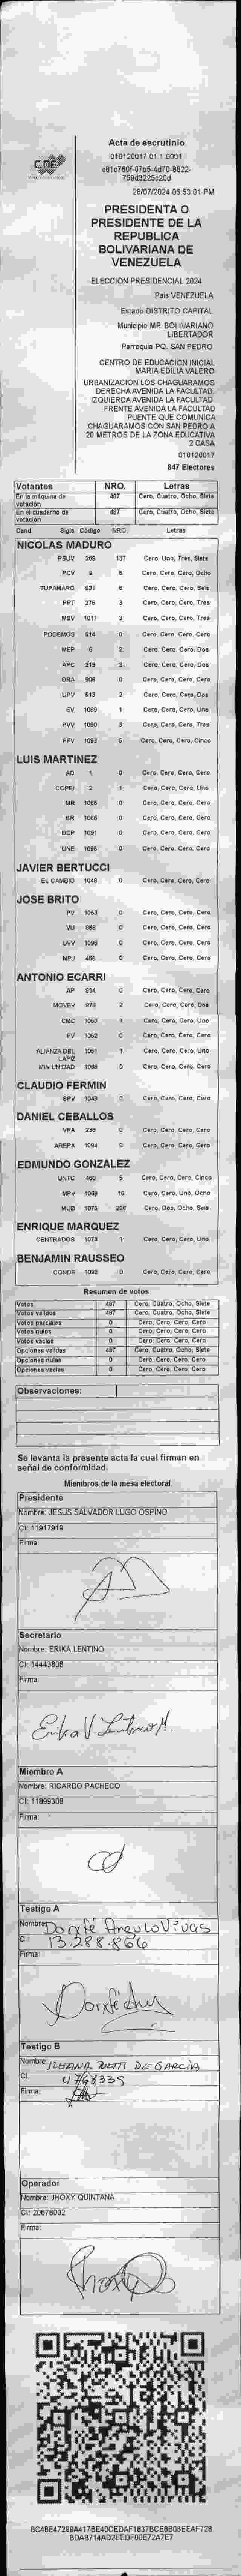 CNE
Acta de escrutinio
010120017.01.1.0001
28/07/2024 06:53:01 PM
PRESIDENTA O
PRESIDENTE DE LA
REPUBLICA
BOLIVARIANA DE
VENEZUELA
ELECCIÓN PRESIDENCIAL 2024
País VENEZUELA
Estado DISTRITO CAPITAL
Municipio MP. BOLIVARIANO
LIBERTADOR
Parroquia PQ. SAN PEDRO
CENTRO DE EDUCACION INICIAL
MARIA EDILIA VALERO
URBANIZACION LOS CHAGUARAMOS
DERECHA AVENIDA LA FACULTAD.
IZQUIERDA AVENIDA LA FACULTAD.
FRENTE AVENIDA LA FACULTAD
PUENTE QUE COMUNICA
CHAGUARAMOS CON SAN PEDRO A
20 METROS DE LA ZONA EDUCATIVA
2 CASA
010120017
847 Electores
Votantes NRO. Letras
En la máquina de votación 487 Cero, Cuatro, Ocho, Siete
En el cuaderno de votación 487 Cero, Cuatro, Ocho, Siete
Cand. Sigla Código NRO. Letras
NICOLAS MADURO
PSUV 269 137 Cero, Uno, Tres, Siete
PCV 8 Cero, Cero, Cero, Ocho
TUPAMARO 931 6 Cero, Cero, Cero, Seis
PPT 276 3 Cero, Cero, Cero, Tres
MSV 1017 3 Cero, Cero, Cero, Tres
PODEMOS 614 0 Cero, Cero, Cero, Cero
MEP 6 2 Cero, Cero, Cero, Dos
APC 219 2 Cero, Cero, Cero, Dos
ORA 906 0 Cero, Cero, Cero, Cero
UPV 613 2 Cero, Cero, Cero, Dos
EV 1089 1 Cero, Cero, Cero, Uno
PVV 1090 3 Cero, Cero, Cero, Tres
PFV 1093 5 Cero, Cero, Cero, Cinco
LUIS MARTINEZ
AD 1 0 Cero, Cero, Cero, Cero
COPEI 2 1 Cero, Cero, Cero, Uno
MR 1066 0 Cero, Cero, Cero, Cero
BR 0 Cero, Cero, Cero, Cero
DDP 1091 0 Cero, Cero, Cero, Cero
UNE 1095 0 Cero, Cero, Cero, Cero
JAVIER BERTUCCI
EL CAMBIO 1048 0 Cero, Cero, Cero, Cero
JOSE BRITO
PV 1053 0 Cero, Cero, Cero, Cero
VU 968 0 Cero, Cero, Cero, Cero
UVV 1096 0 Cero, Cero, Cero, Cero
MPJ 468 0 Cero, Cero, Cero, Cero
ANTONIO ECARRI
AP 914 0 Cero, Cero, Cero, Cero
MOVEV 978 2 Cero, Cero, Cero, Dos
CMC 1060 1 Cero, Cero, Cero, Uno
FV 1062 0 Cero, Cero, Cero, Cero
ALIANZA DEL LAPIZ 1061 1 Cero, Cero, Cero, Uno
MIN UNIDAD 1058 0 Cero, Cero, Cero, Cero
CLAUDIO FERMIN
SPV 1048 0 Cero, Cero, Cero, Cero
DANIEL CEBALLOS
VPA 238 0 Cero, Cero, Cero, Cero
AREPA 1094 0 Cero, Cero, Cero, Cero
EDMUNDO GONZALEZ
UNTC 460 5 Cero, Cero, Cero, Cinco
MPV 1069 18 Cero, Cero, Uno, Ocho
MUD 1075 286 Cero, Dos, Ocho, Seis
ENRIQUE MARQUEZ
CENTRADOS 1073 1 Cero, Cero, Cero, Uno
BENJAMIN RAUSSEO
CONDE 1092 0 Cero, Cero, Cero, Cero
Resumen de votos
Votos 487 Cero, Cuatro, Ocho, Siete
Votos válidos 487 Cero, Cuatro, Ocho, Siete
Votos parciales 0 Cero, Cero, Cero, Cero
Votos nulos 0 Cero, Cero, Cero, Cero
Votos vacíos 0 Cero, Cero, Cero, Cero
Opciones válidas 487 Cero, Cuatro, Ocho, Siete
Opciones nulas 0 Cero, Cero, Cero, Cero
Opciones vacías 0 Cero, Cero, Cero, Cero
Observaciones:
Se levanta la presente acta la cual firman en
señal de conformidad.
Miembros de la mesa electoral
Presidente
Nombre: JESUS SALVADOR LUGO OSPINO
CI: 11917919
Firma:
Secretario
Nombre: ERIKA LENTINO
CI: 14443808
Firma:
Erika V Lentino M.
Miembro A
Nombre: RICARDO PACHECO
CI: 11899308
Firma:
Testigo A
Nombre:
CI: 13.288.866
Firma:
Testigo B
Nombre: DE GARCIA
CI:
Firma:
Operador
Nombre: JHOXY QUINTANA
CI: 20678002
Firma: